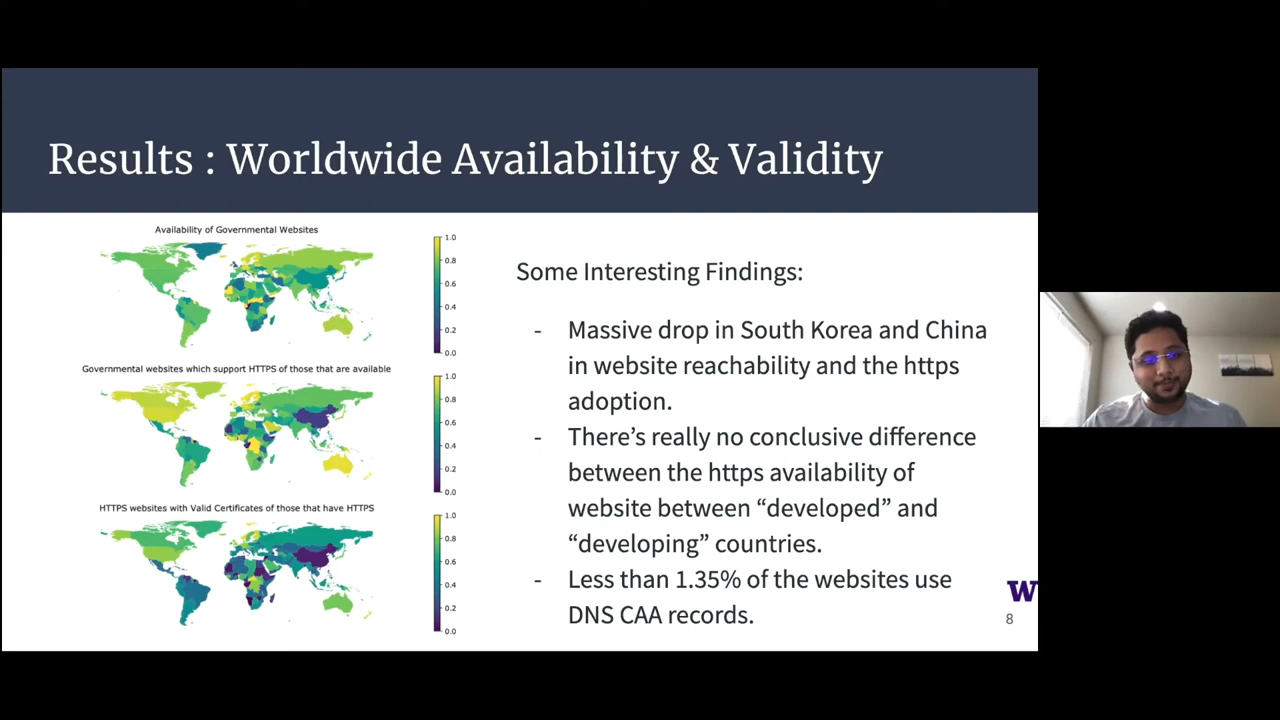 Results : Worldwide Availability & Validity
Availability of Governmental Websites
1.0
0.8
0.6
0.4
0.2
0.0
Governmental websites which support HTTPS of those that are available
1.0
0.8
0.6
0.4
0.2
0.0
HTTPS websites with Valid Certificates of those that have HTTPS
1.0
0.8
0.6
0.4
0.2
0.0
Some Interesting Findings:
- Massive drop in South Korea and China
in website reachability and the https
adoption.
- There’s really no conclusive difference
between the https availability of
website between “developed” and
“developing” countries.
- Less than 1.35% of the websites use
DNS CAA records.
W
8